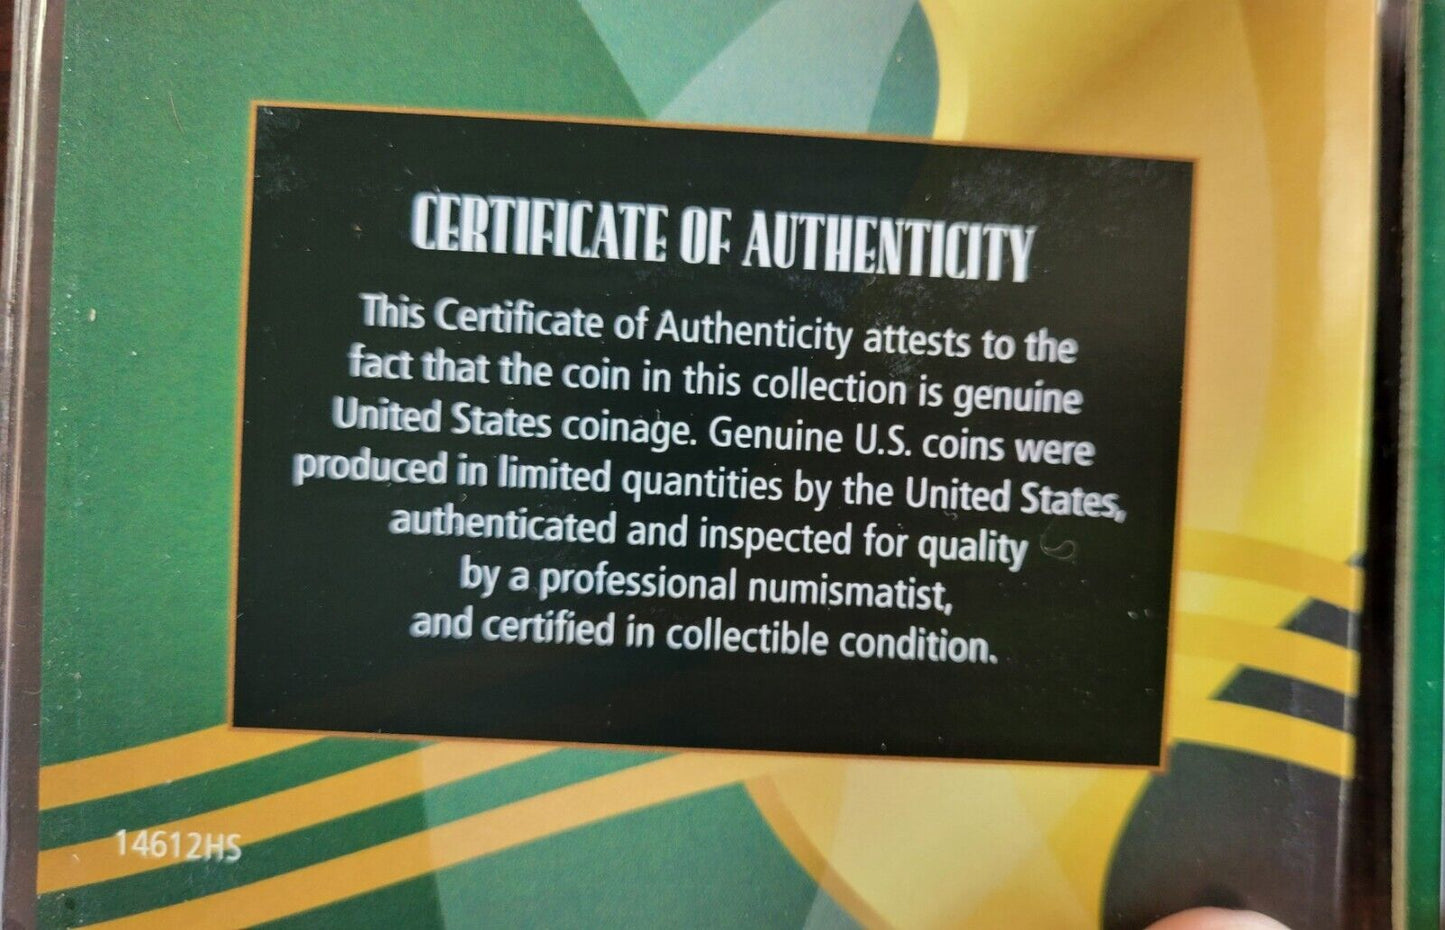 CERTIFICATE OF AUTHENTICITY
This Certificate of Authenticity attests to the
fact that the coin in this collection is genuine
United States coinage. Genuine U.S. coins were
produced in limited quantities by the United States,
authenticated and inspected for quality
by a professional numismatist,
and certified in collectible condition.
14612HS